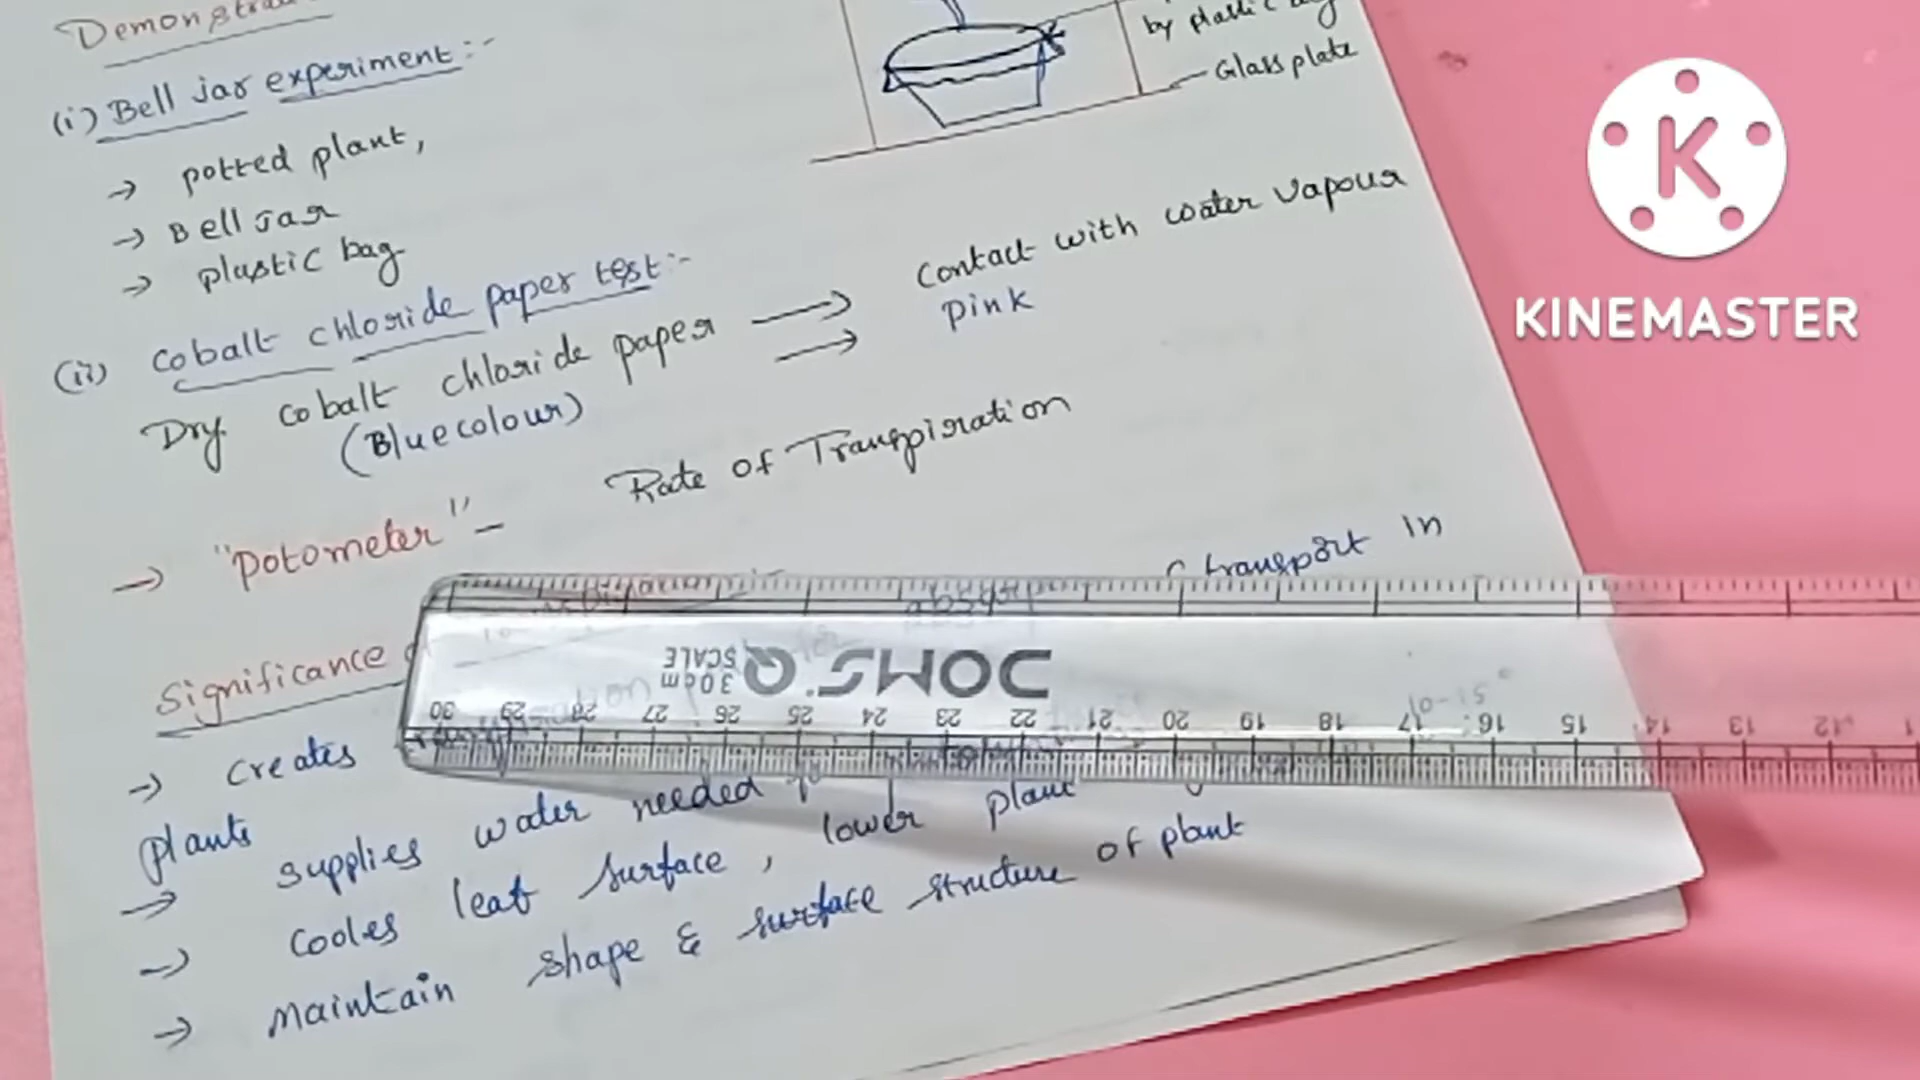 (i) Bell jar experiment:-
→ potted plant,
→ Bell Jar
→ plastic bag
by plastic bag
Glass plate
(ii) cobalt chloride paper test:-
Dry cobalt chloride paper → contact with water vapour
(Blue colour) → pink
→ "Potometer" - Rate of Transpiration
Significance
→ creates transport in
plants
→ supplies water needed
→ cooles leaf surface, lower plant
→ maintain shape & surface structure of plant
DOMS Q
30cm
SCALE
30 29 28 27 26 25 24 23 22 21 20 19 18 17 16 15 14 13 12
K
KINEMASTER